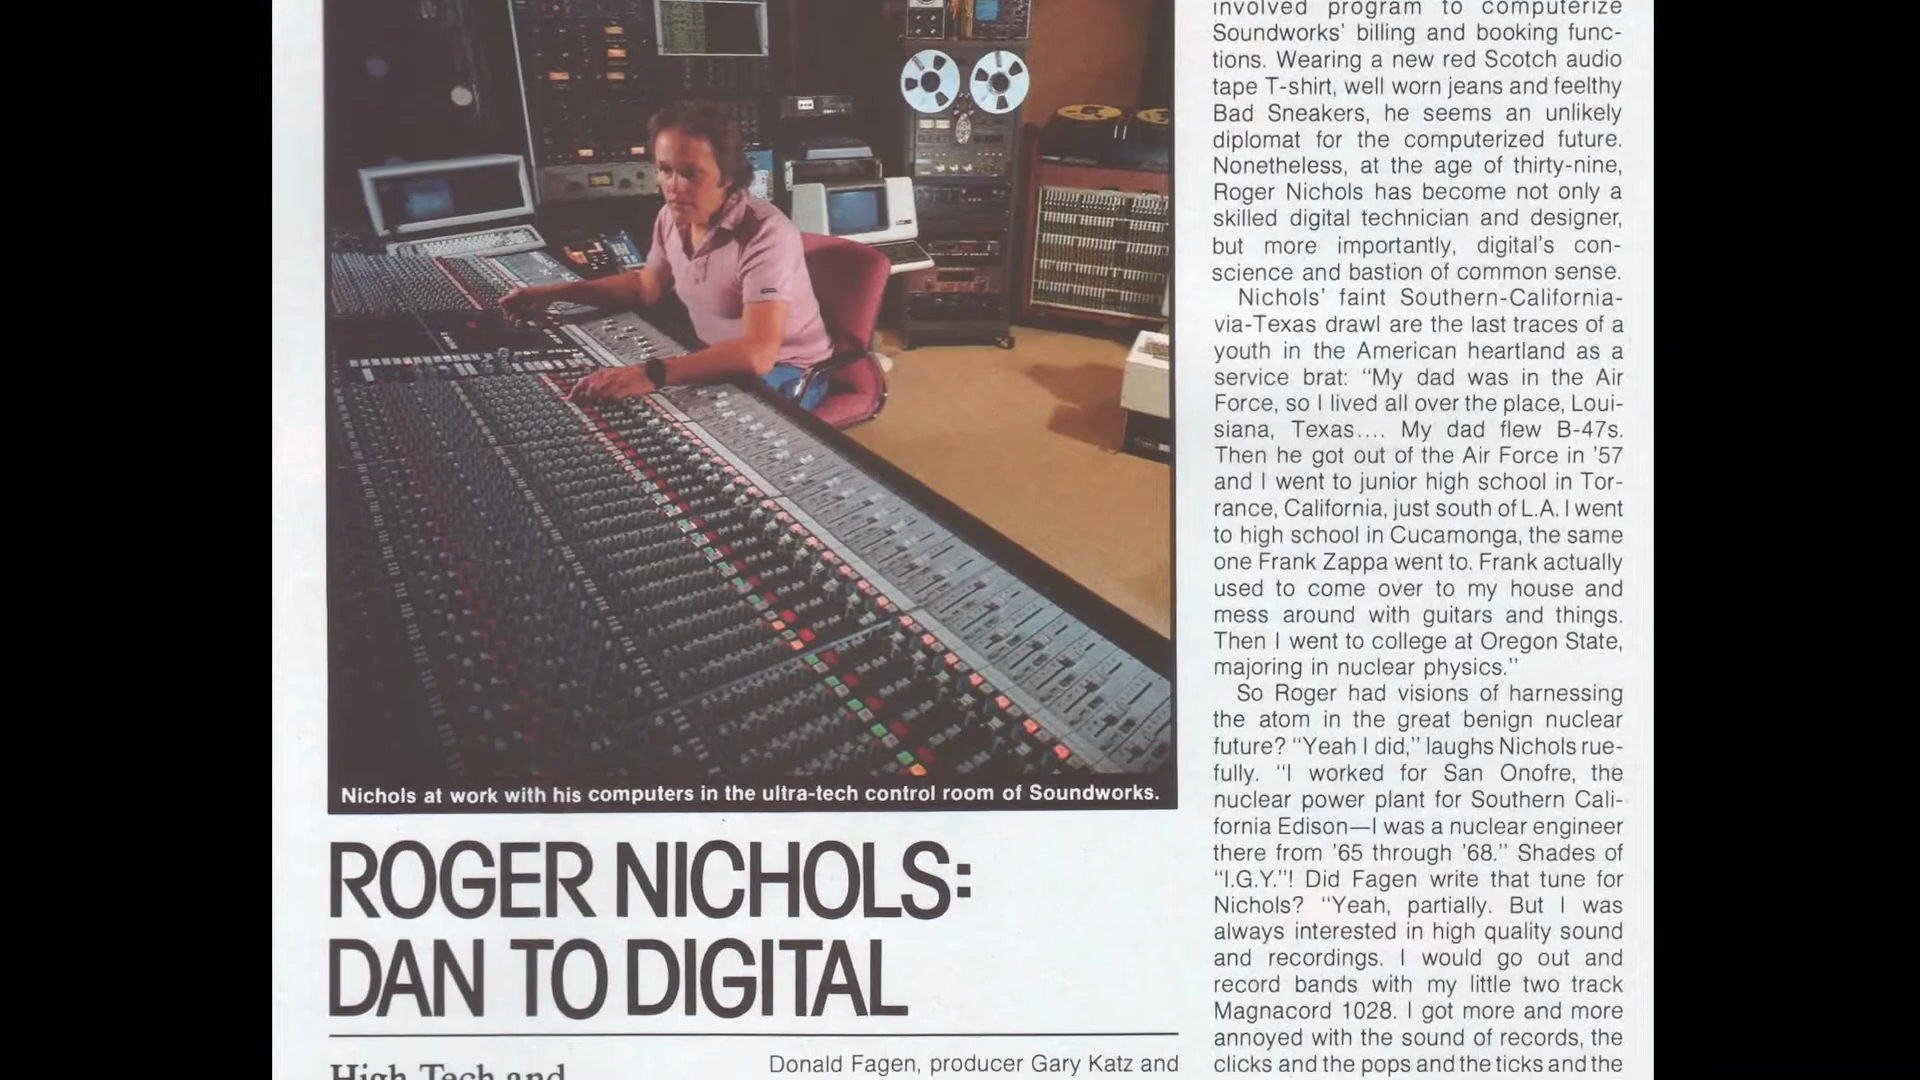 Nichols at work with his computers in the ultra-tech control room of Soundworks.
ROGER NICHOLS:
DAN TO DIGITAL
High Tech and
Donald Fagen, producer Gary Katz and
involved program to computerize
Soundworks' billing and booking func-
tions. Wearing a new red Scotch audio
tape T-shirt, well worn jeans and feelthy
Bad Sneakers, he seems an unlikely
diplomat for the computerized future.
Nonetheless, at the age of thirty-nine,
Roger Nichols has become not only a
skilled digital technician and designer,
but more importantly, digital's con-
science and bastion of common sense.
Nichols' faint Southern-California-
via-Texas drawl are the last traces of a
youth in the American heartland as a
service brat: “My dad was in the Air
Force, so I lived all over the place, Loui-
siana, Texas.... My dad flew B-47s.
Then he got out of the Air Force in '57
and I went to junior high school in Tor-
rance, California, just south of L.A. I went
to high school in Cucamonga, the same
one Frank Zappa went to. Frank actually
used to come over to my house and
mess around with guitars and things.
Then I went to college at Oregon State,
majoring in nuclear physics.”
So Roger had visions of harnessing
the atom in the great benign nuclear
future? “Yeah I did,” laughs Nichols rue-
fully. “I worked for San Onofre, the
nuclear power plant for Southern Cali-
fornia Edison—I was a nuclear engineer
there from '65 through '68.” Shades of
“I.G.Y.”! Did Fagen write that tune for
Nichols? “Yeah, partially. But I was
always interested in high quality sound
and recordings. I would go out and
record bands with my little two track
Magnacord 1028. I got more and more
annoyed with the sound of records, the
clicks and the pops and the ticks and the